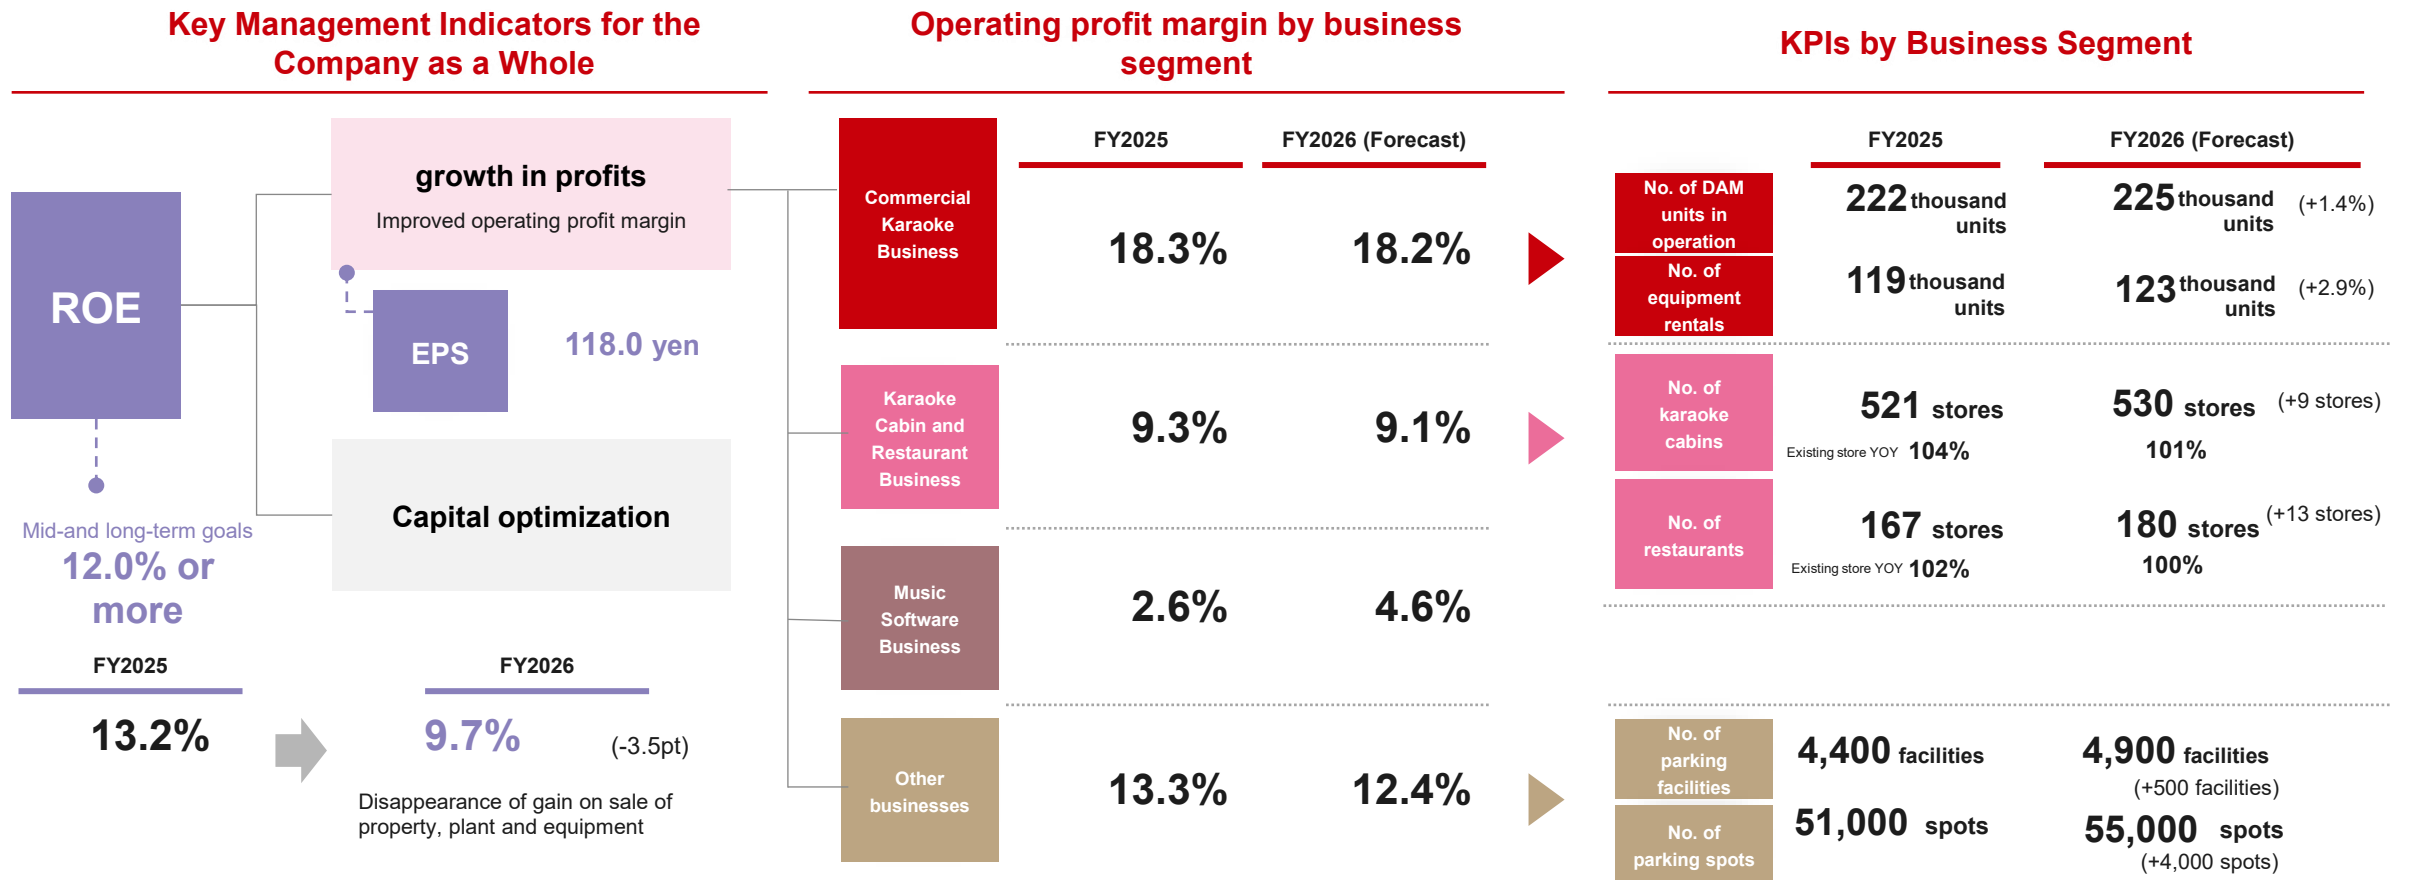 Key Management Indicators for the
Company as a Whole
ROE
growth in profits
Improved operating profit margin
EPS
118.0 yen
Capital optimization
Mid-and long-term goals
12.0% or
more
FY2025
FY2026
13.2%
9.7%
(-3.5pt)
Disappearance of gain on sale of
property, plant and equipment
Operating profit margin by business
segment
FY2025
FY2026 (Forecast)
Commercial
Karaoke
Business
18.3%
18.2%
Karaoke
Cabin and
Restaurant
Business
9.3%
9.1%
Music
Software
Business
2.6%
4.6%
Other
businesses
13.3%
12.4%
KPIs by Business Segment
FY2025
FY2026 (Forecast)
No. of DAM
units in
operation
222 thousand
units
225 thousand
units
(+1.4%)
No. of
equipment
rentals
119 thousand
units
123 thousand
units
(+2.9%)
No. of
karaoke
cabins
521 stores
530 stores
(+9 stores)
Existing store YOY 104%
101%
No. of
restaurants
167 stores
180 stores
(+13 stores)
Existing store YOY 102%
100%
No. of
parking
facilities
4,400 facilities
4,900 facilities
(+500 facilities)
No. of
parking spots
51,000 spots
55,000 spots
(+4,000 spots)